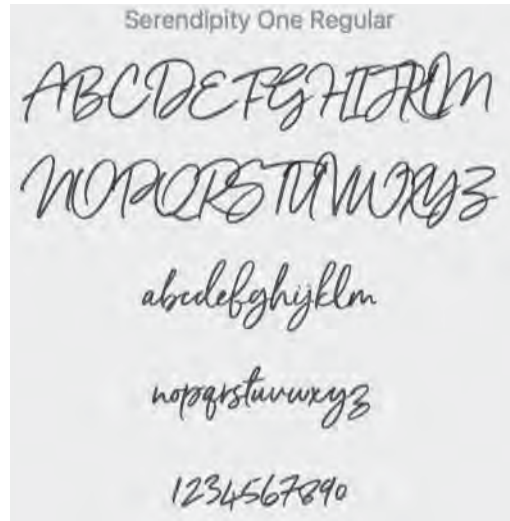 Serendipity One Regular
ABCDEFGHIJKLM
NOPQRSTUVWXYZ
abcdefghijklm
nopqrstuvwxyz
1234567890